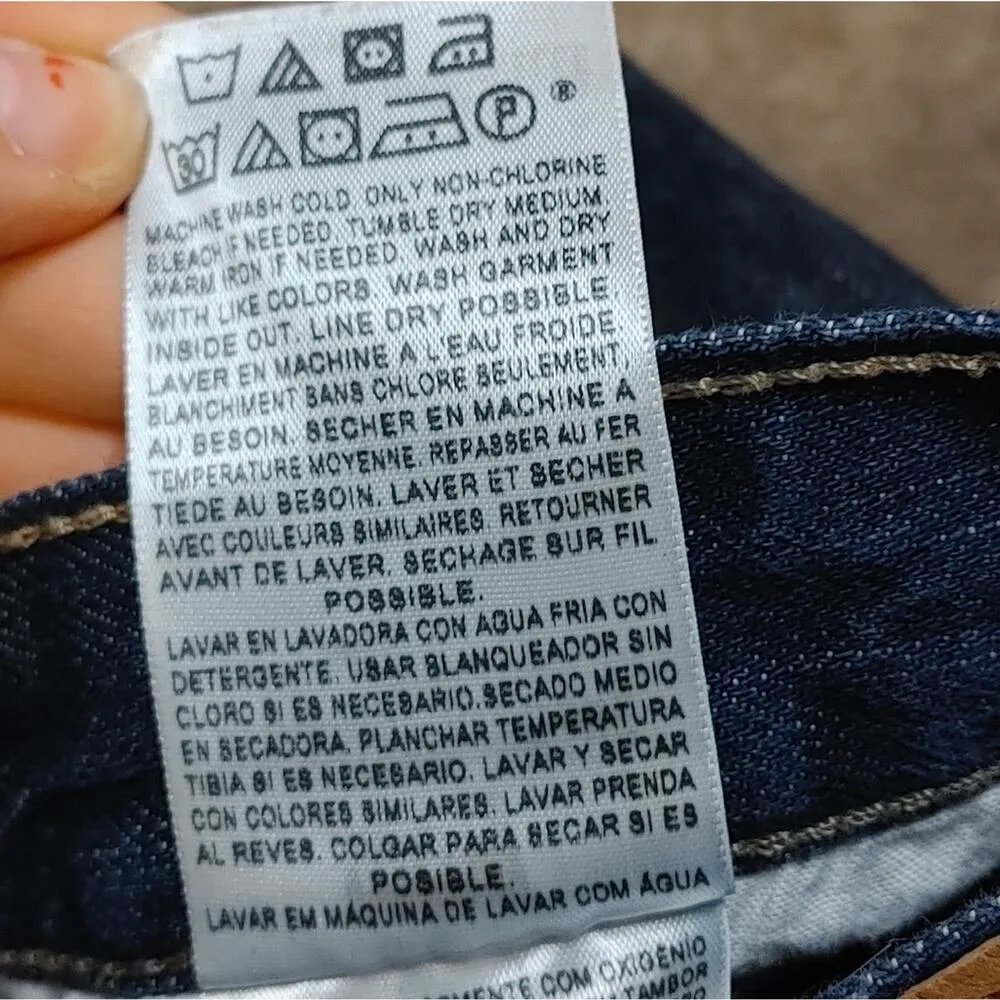 30 P ®
MACHINE WASH COLD. ONLY NON-CHLORINE
BLEACH IF NEEDED. TUMBLE DRY MEDIUM.
WARM IRON IF NEEDED. WASH AND DRY
WITH LIKE COLORS. WASH GARMENT
INSIDE OUT. LINE DRY POSSIBLE
LAVER EN MACHINE A L'EAU FROIDE.
BLANCHIMENT SANS CHLORE SEULEMENT,
AU BESOIN. SECHER EN MACHINE A
TEMPERATURE MOYENNE. REPASSER AU FER
TIEDE AU BESOIN. LAVER ET SECHER
AVEC COULEURS SIMILAIRES. RETOURNER
AVANT DE LAVER. SECHAGE SUR FIL
POSSIBLE.
LAVAR EN LAVADORA CON AGUA FRIA CON
DETERGENTE. USAR BLANQUEADOR SIN
CLORO SI ES NECESARIO. SECADO MEDIO
EN SECADORA. PLANCHAR TEMPERATURA
TIBIA SI ES NECESARIO. LAVAR Y SECAR
CON COLORES SIMILARES. LAVAR PRENDA
AL REVES. COLGAR PARA SECAR SI ES
POSIBLE.
LAVAR EM MÁQUINA DE LAVAR COM ÁGUA
COM OXIGÊNIO
TAMBOR